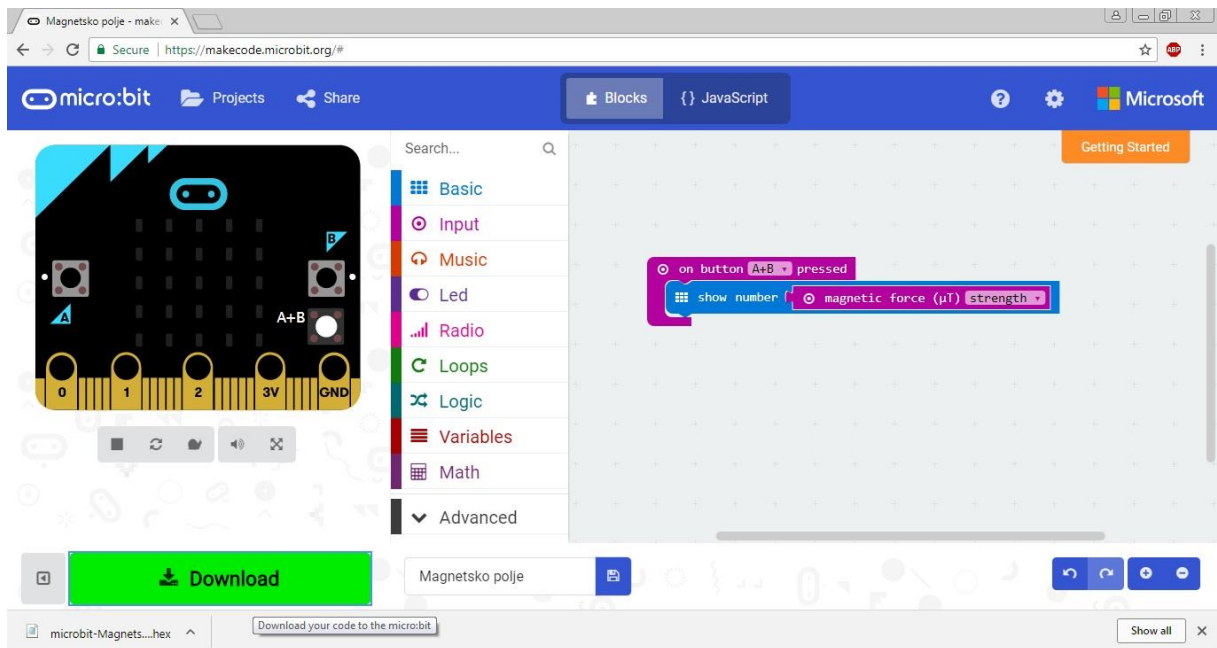 Magnetsko polje - make
Secure | https://makecode.microbit.org/#
ABP
micro:bit Projects Share Blocks {} JavaScript Microsoft
Search...
Getting Started
Basic
Input
Music
Led
Radio
Loops
Logic
Variables
Math
Advanced
B
A
A+B
0 1 2 3V GND
on button A+B pressed
show number magnetic force (µT) strength
Download
Magnetsko polje
Download your code to the micro:bit
microbit-Magnets....hex
Show all